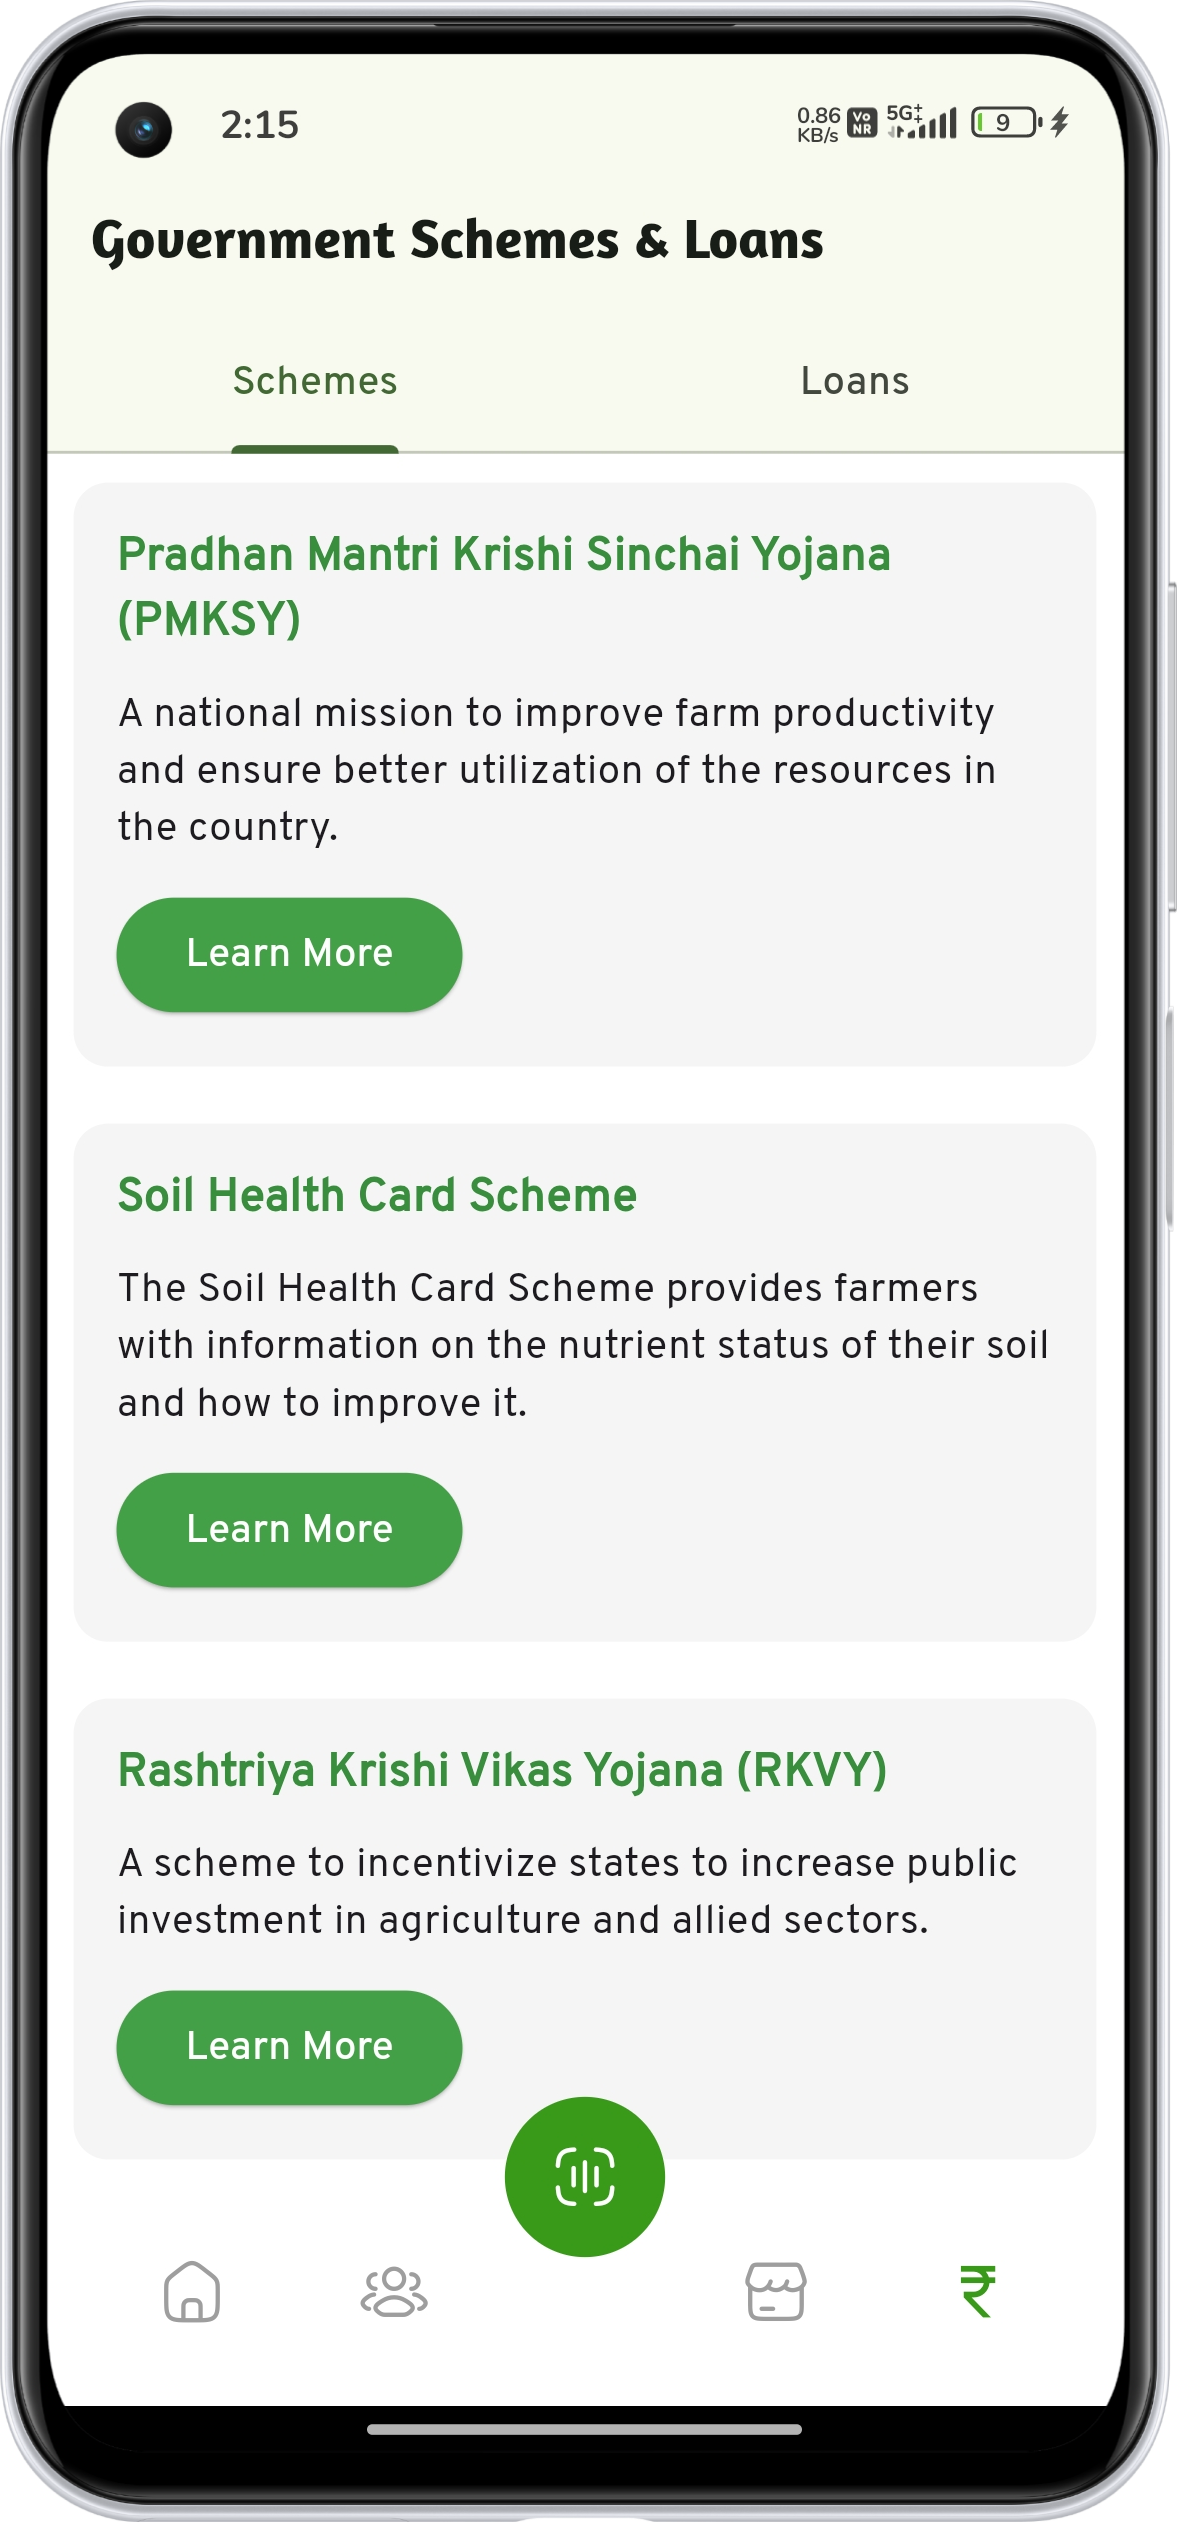 2:15
0.86
KB/s
Vo
NR
5G
9
Government Schemes & Loans
Schemes
Loans
Pradhan Mantri Krishi Sinchai Yojana
(PMKSY)
A national mission to improve farm productivity
and ensure better utilization of the resources in
the country.
Learn More
Soil Health Card Scheme
The Soil Health Card Scheme provides farmers
with information on the nutrient status of their soil
and how to improve it.
Learn More
Rashtriya Krishi Vikas Yojana (RKVY)
A scheme to incentivize states to increase public
investment in agriculture and allied sectors.
Learn More
₹